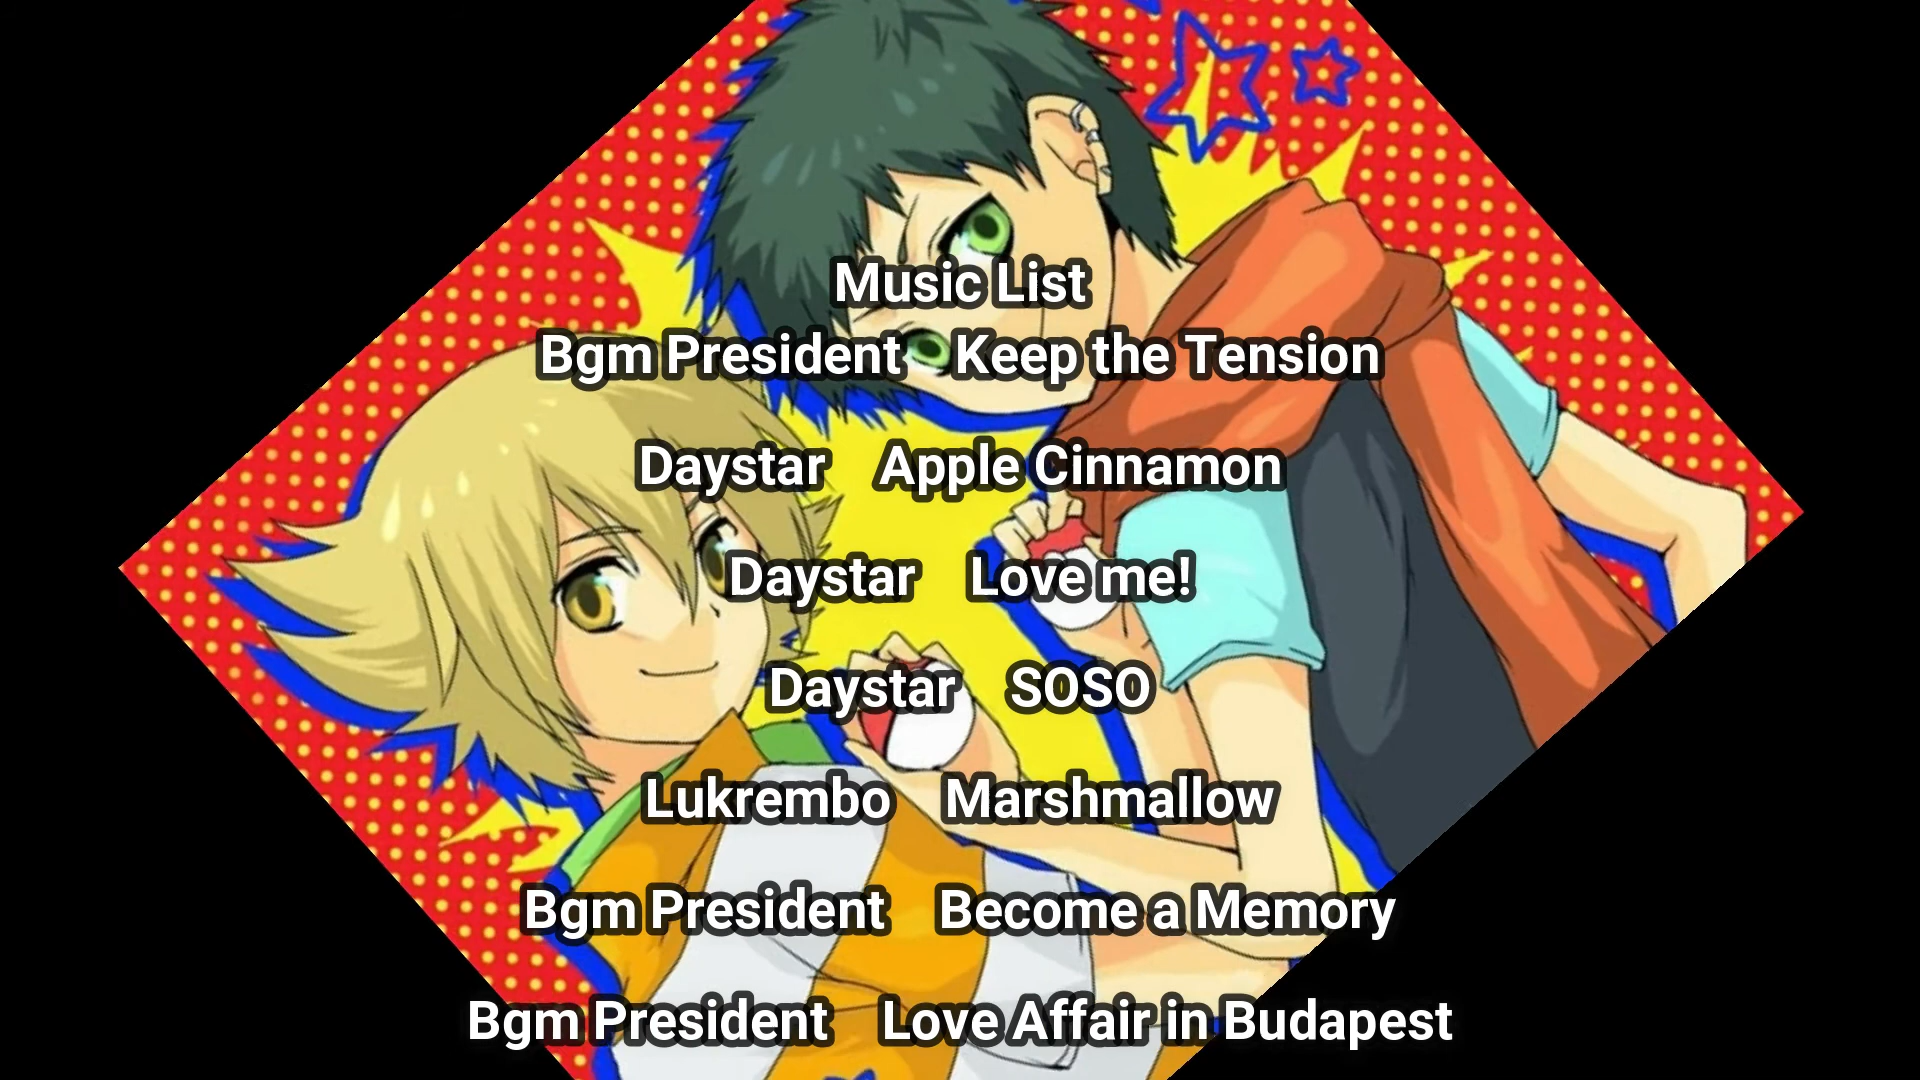 Music List
Bgm President Keep the Tension
Daystar Apple Cinnamon
Daystar Love me!
Daystar SOSO
Lukrembo Marshmallow
Bgm President Become a Memory
Bgm President Love Affair in Budapest